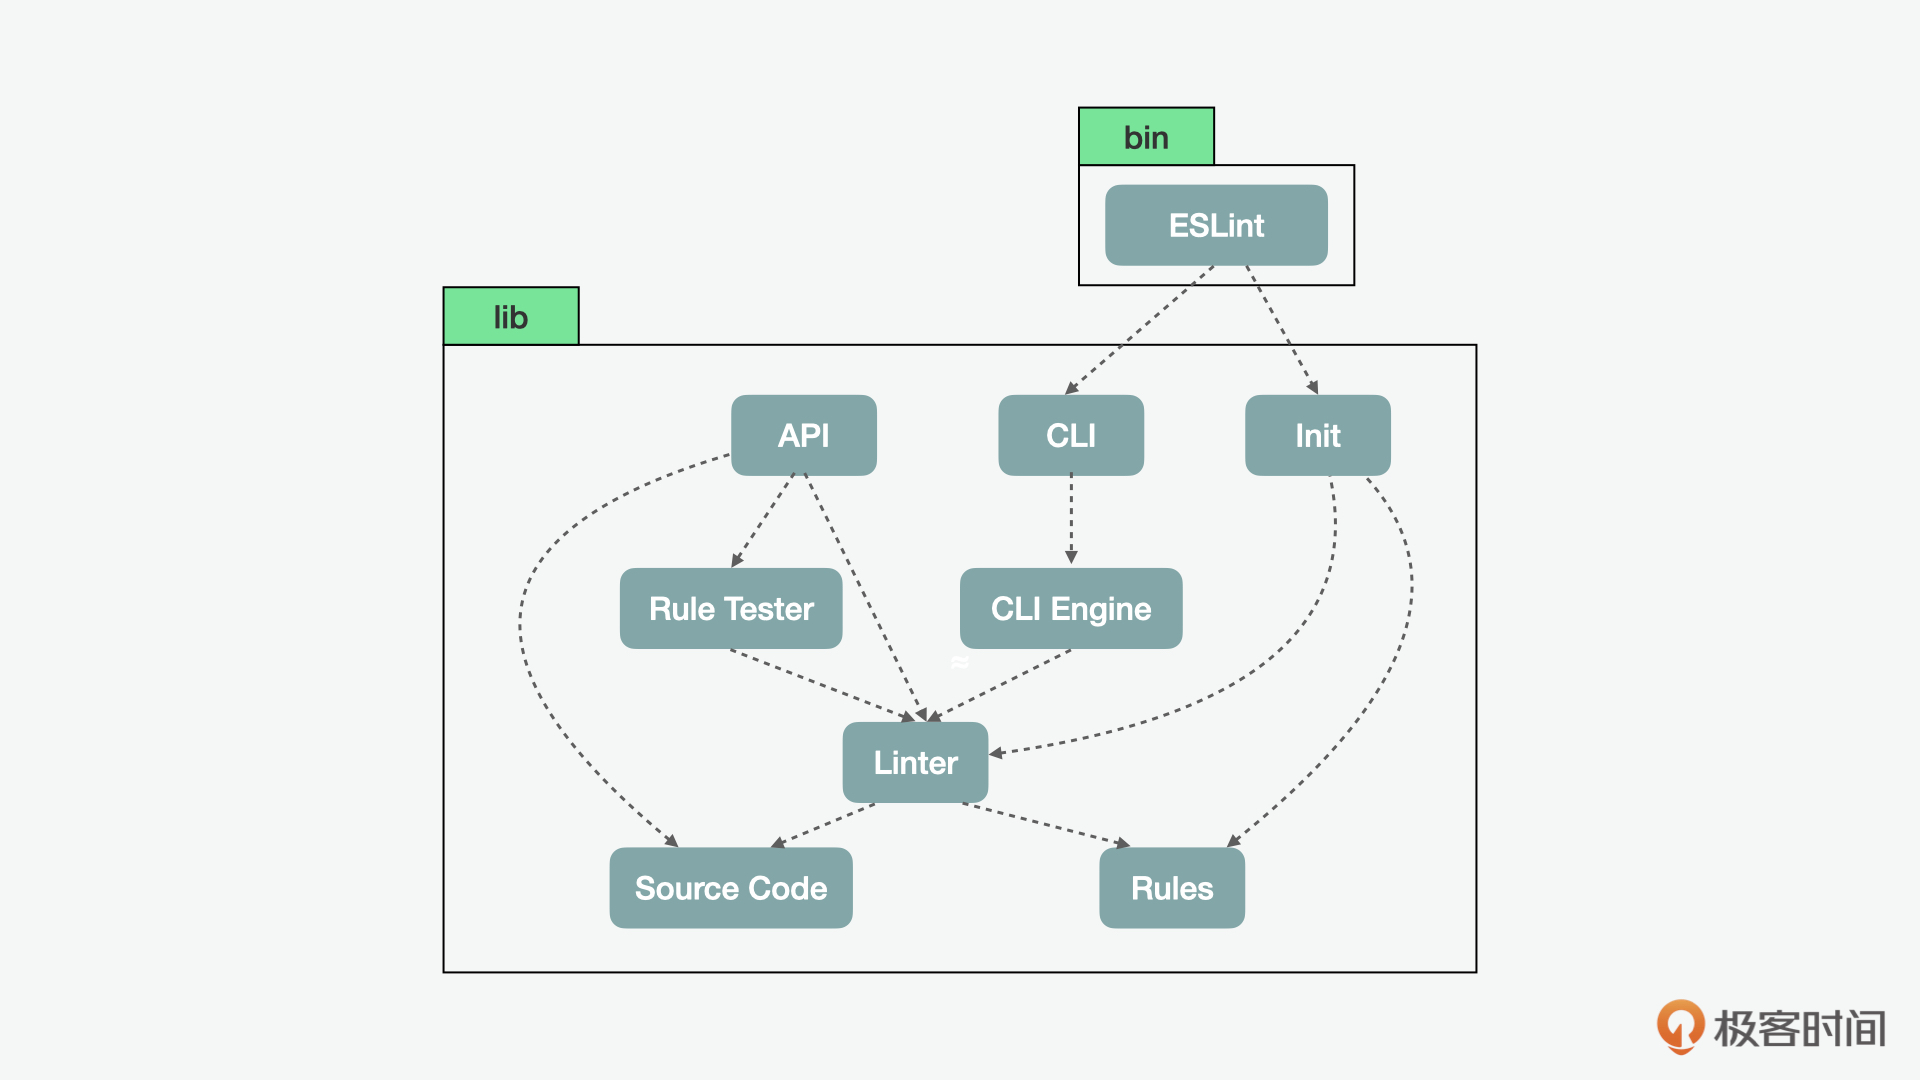 bin
ESLint
lib
API
CLI
Init
Rule Tester
CLI Engine
≈
Linter
Source Code
Rules
极客时间